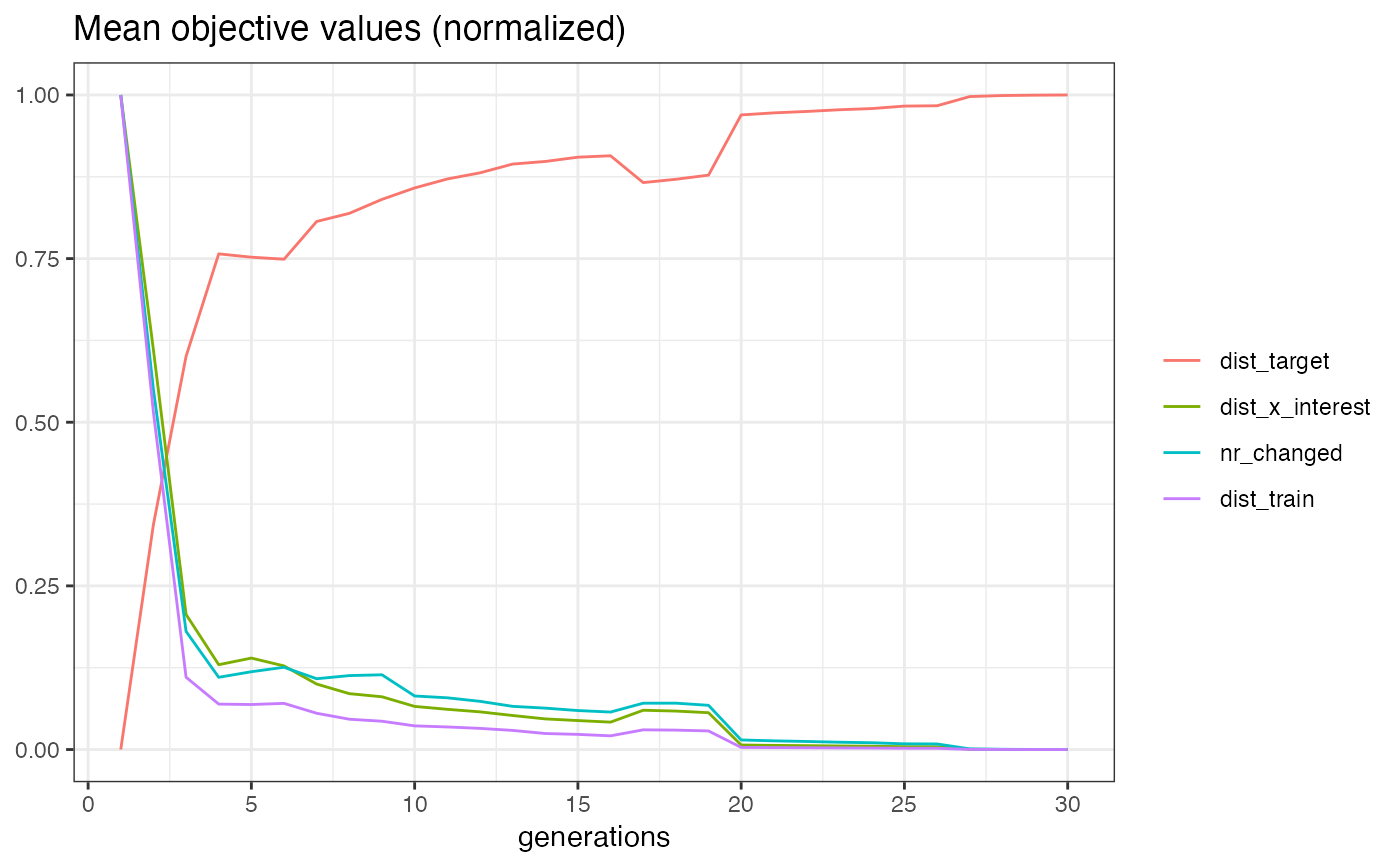 Mean objective values (normalized)
1.00
0.75
0.50
0.25
0.00
0 5 10 15 20 25 30
generations
dist_target
dist_x_interest
nr_changed
dist_train